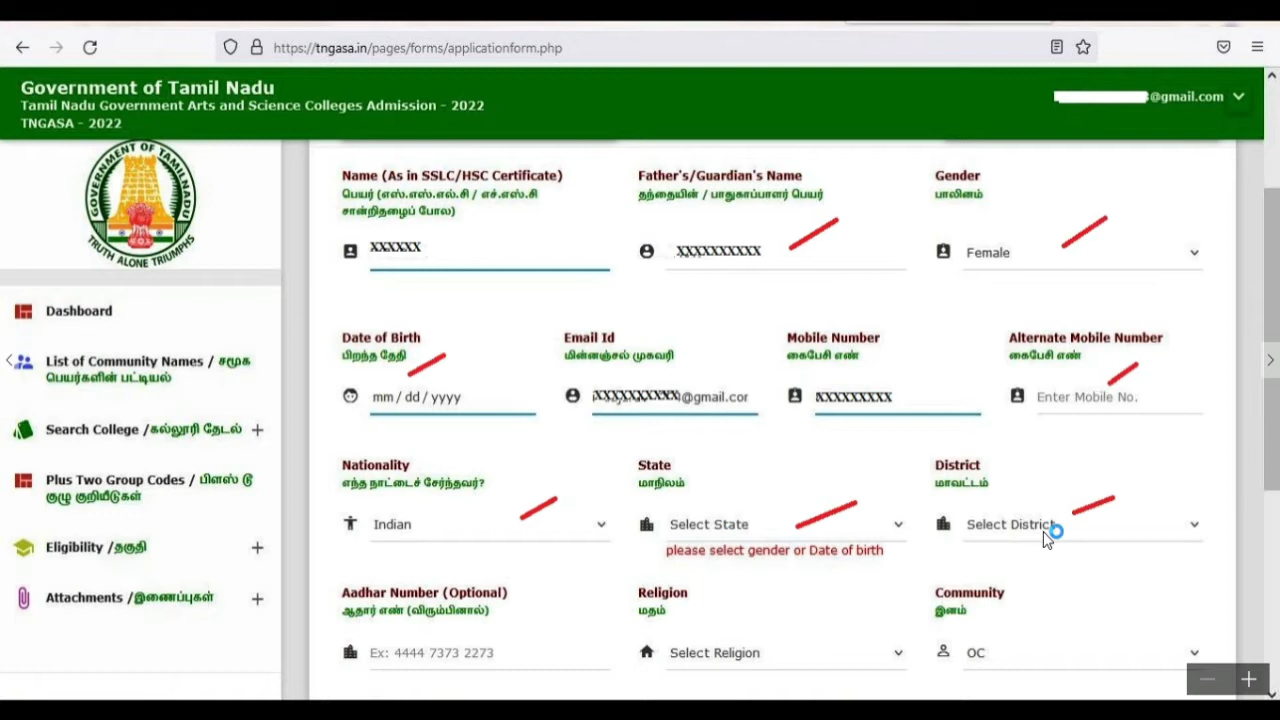 https://tngasa.in/pages/forms/applicationform.php
Government of Tamil Nadu
Tamil Nadu Government Arts and Science Colleges Admission - 2022
TNGASA - 2022
@gmail.com
GOVERNMENT OF TAMILNADU
TRUTH ALONE TRIUMPHS
Dashboard
List of Community Names / சமூக
பெயர்களின் பட்டியல்
Search College /கல்லூரி தேடல் +
Plus Two Group Codes / பிளஸ் டூ
குழு குறியீடுகள்
Eligibility /தகுதி +
Attachments /இணைப்புகள் +
Name (As in SSLC/HSC Certificate)
பெயர் (எஸ்.எஸ்.எல்.சி / எச்.எஸ்.சி
சான்றிதழைப் போல)
XXXXXX
Father's/Guardian's Name
தந்தையின் / பாதுகாப்பாளர் பெயர்
XXXXXXXXXX
Gender
பாலினம்
Female
Date of Birth
பிறந்த தேதி
mm / dd / yyyy
Email Id
மின்னஞ்சல் முகவரி
XXXXXXXXXX@gmail.cor
Mobile Number
கைபேசி எண்
XXXXXXXXX
Alternate Mobile Number
கைபேசி எண்
Enter Mobile No.
Nationality
எந்த நாட்டைச் சேர்ந்தவர்?
Indian
State
மாநிலம்
Select State
please select gender or Date of birth
District
மாவட்டம்
Select District
Aadhar Number (Optional)
ஆதார் எண் (விரும்பினால்)
Ex: 4444 7373 2273
Religion
மதம்
Select Religion
Community
இனம்
OC